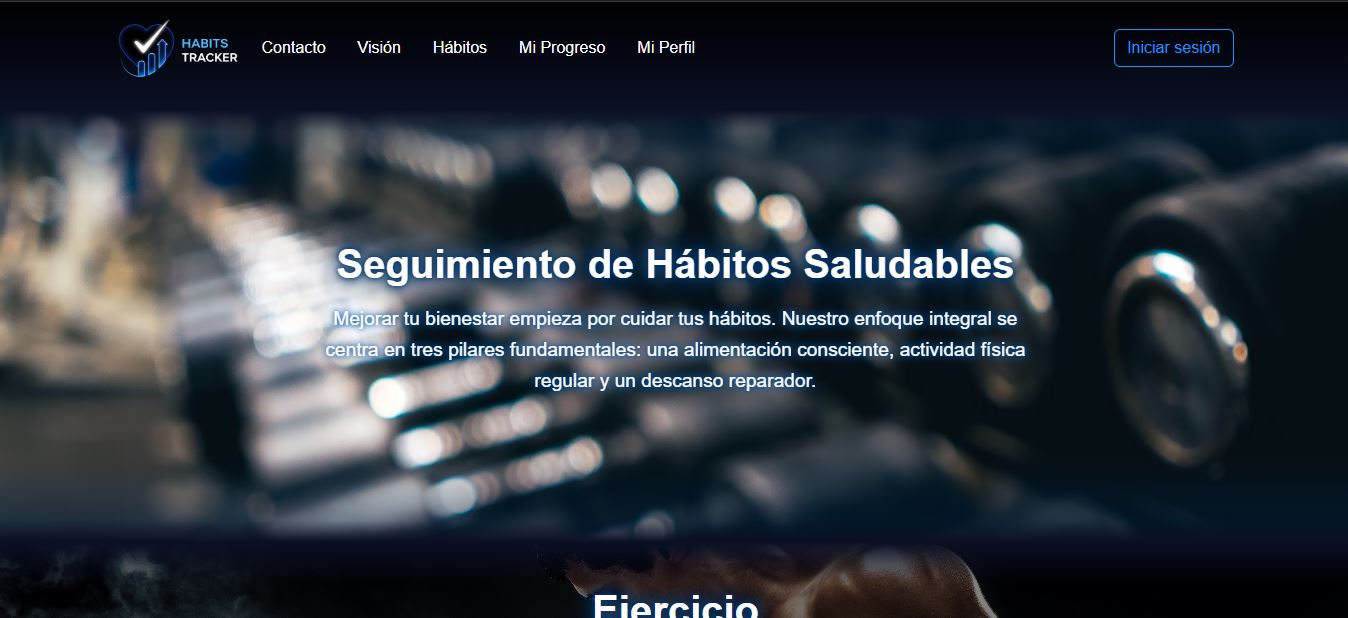 HABITS
TRACKER
Contacto Visión Hábitos Mi Progreso Mi Perfil Iniciar sesión
Seguimiento de Hábitos Saludables
Mejorar tu bienestar empieza por cuidar tus hábitos. Nuestro enfoque integral se
centra en tres pilares fundamentales: una alimentación consciente, actividad física
regular y un descanso reparador.
Ejercicio